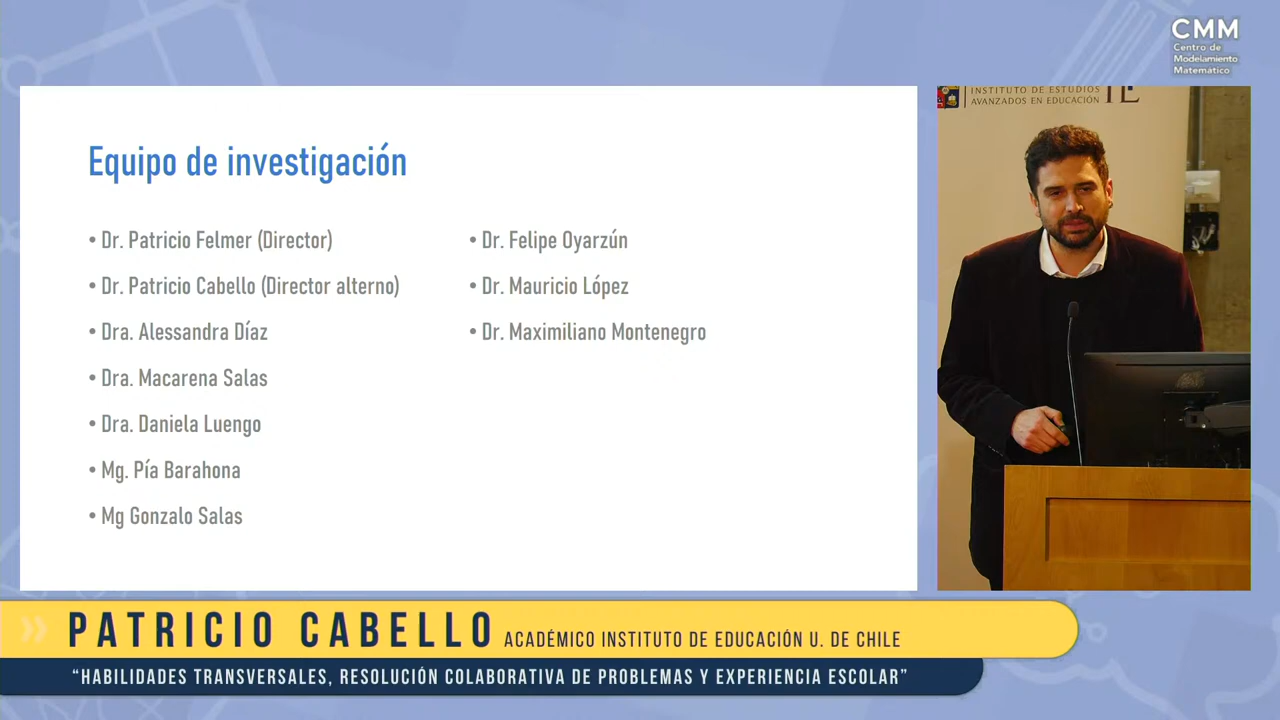 CMM
Centro de
Modelamiento
Matemático
INSTITUTO DE ESTUDIOS
AVANZADOS EN EDUCACIÓN
IE
Equipo de investigación
• Dr. Patricio Felmer (Director)
• Dr. Patricio Cabello (Director alterno)
• Dra. Alessandra Díaz
• Dra. Macarena Salas
• Dra. Daniela Luengo
• Mg. Pía Barahona
• Mg Gonzalo Salas
• Dr. Felipe Oyarzún
• Dr. Mauricio López
• Dr. Maximiliano Montenegro
PATRICIO CABELLO ACADÉMICO INSTITUTO DE EDUCACIÓN U. DE CHILE
“HABILIDADES TRANSVERSALES, RESOLUCIÓN COLABORATIVA DE PROBLEMAS Y EXPERIENCIA ESCOLAR”